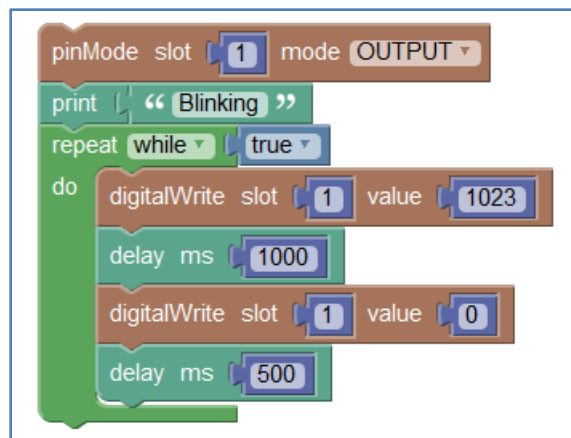 pinMode slot 1 mode OUTPUT
print “ Blinking ”
repeat while true
do digitalWrite slot 1 value 1023
delay ms 1000
digitalWrite slot 1 value 0
delay ms 500